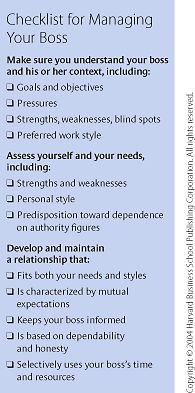 Checklist for Managing
Your Boss
Make sure you understand your boss
and his or her context, including:
❑ Goals and objectives
❑ Pressures
❑ Strengths, weaknesses, blind spots
❑ Preferred work style
Assess yourself and your needs,
including:
❑ Strengths and weaknesses
❑ Personal style
❑ Predisposition toward dependence
on authority figures
Develop and maintain
a relationship that:
❑ Fits both your needs and styles
❑ Is characterized by mutual
expectations
❑ Keeps your boss informed
❑ Is based on dependability
and honesty
❑ Selectively uses your boss's time
and resources
Copyright © 2004 Harvard Business School Publishing Corporation. All rights reserved.